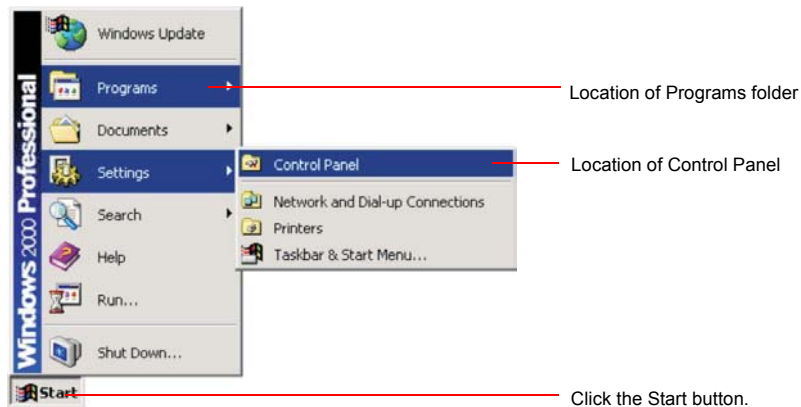 Windows 2000 Professional
Windows Update
Programs
Location of Programs folder
Documents
Settings
Control Panel
Location of Control Panel
Search
Network and Dial-up Connections
Printers
Help
Taskbar & Start Menu...
Run...
Shut Down...
Start
Click the Start button.